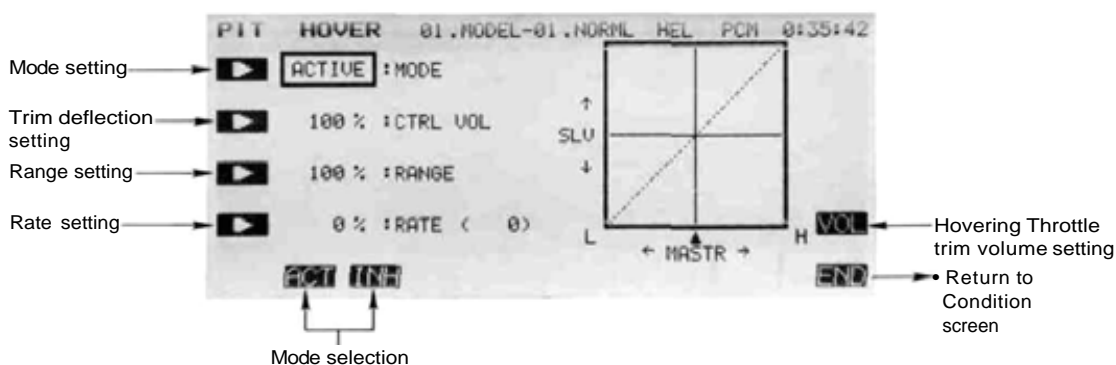 PIT HOVER 01.MODEL-01.NORML HEL PCM 0:35:42
Mode setting
ACTIVE :MODE
Trim deflection
setting
100 % :CTRL VOL
Range setting
100 % :RANGE
Rate setting
0 % :RATE ( 0)
↑
SLV
↓
L
← MASTR →
H
VOL
Hovering Throttle
trim volume setting
ACT INH
END
• Return to
Condition
screen
Mode selection